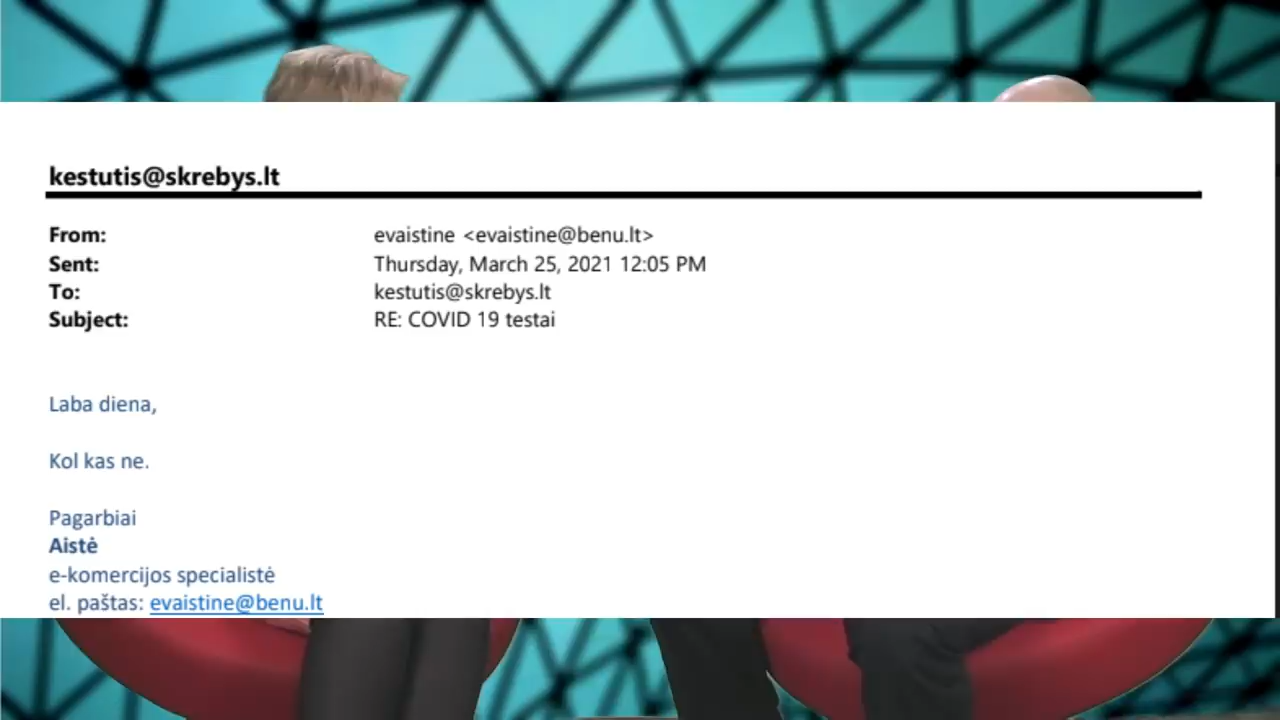 kestutis@skrebys.lt
From: evaistine <evaistine@benu.lt>
Sent: Thursday, March 25, 2021 12:05 PM
To: kestutis@skrebys.lt
Subject: RE: COVID 19 testai
Laba diena,
Kol kas ne.
Pagarbiai
Aistė
e-komercijos specialistė
el. paštas: evaistine@benu.lt